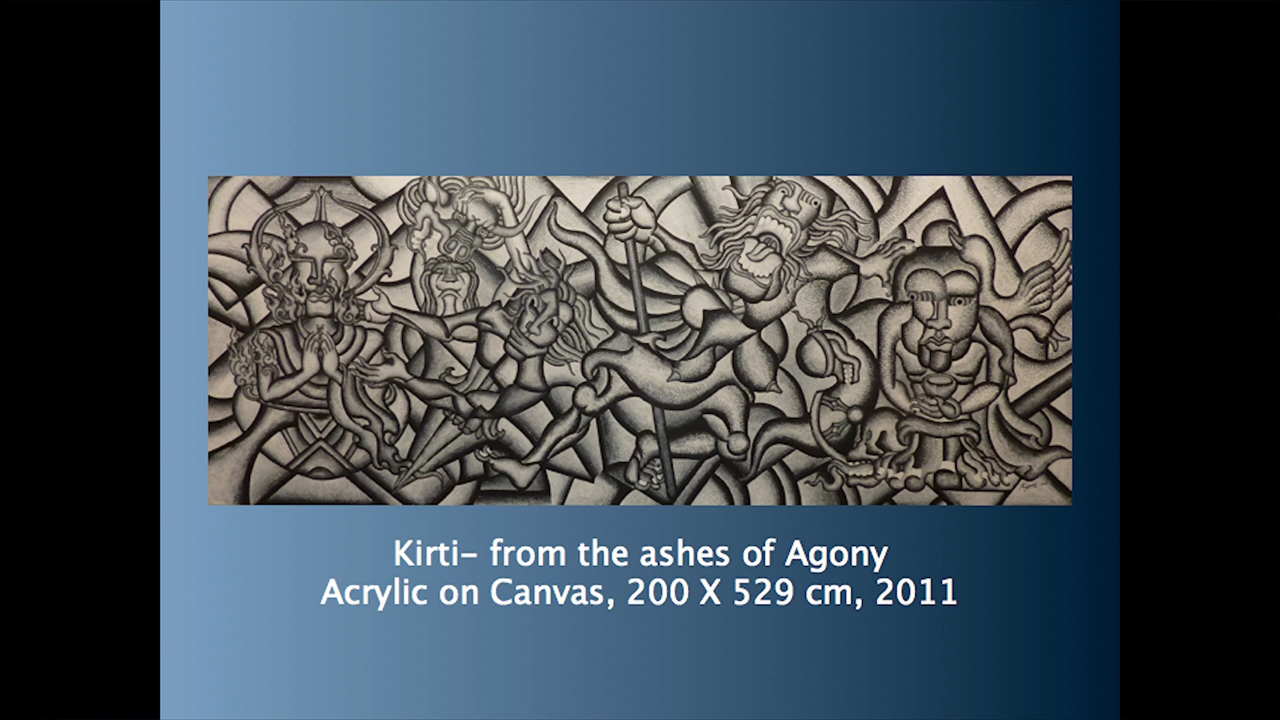 Kirti– from the ashes of Agony
Acrylic on Canvas, 200 X 529 cm, 2011